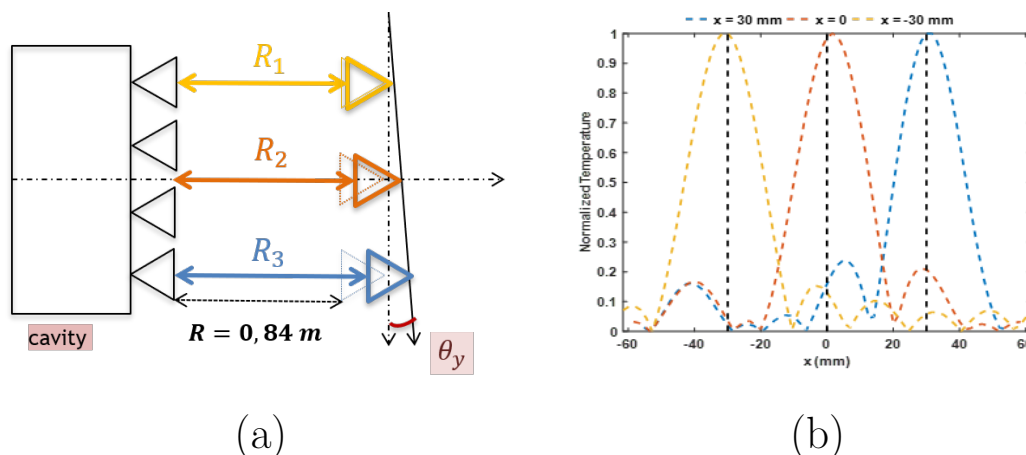 R₁
R₂
R₃
R = 0,84 m
cavity
θ_y
(a)
x = 30 mm x = 0 x = -30 mm
Normalized Temperature
1
0.9
0.8
0.7
0.6
0.5
0.4
0.3
0.2
0.1
0
-60 -40 -20 0 20 40 60
x (mm)
(b)